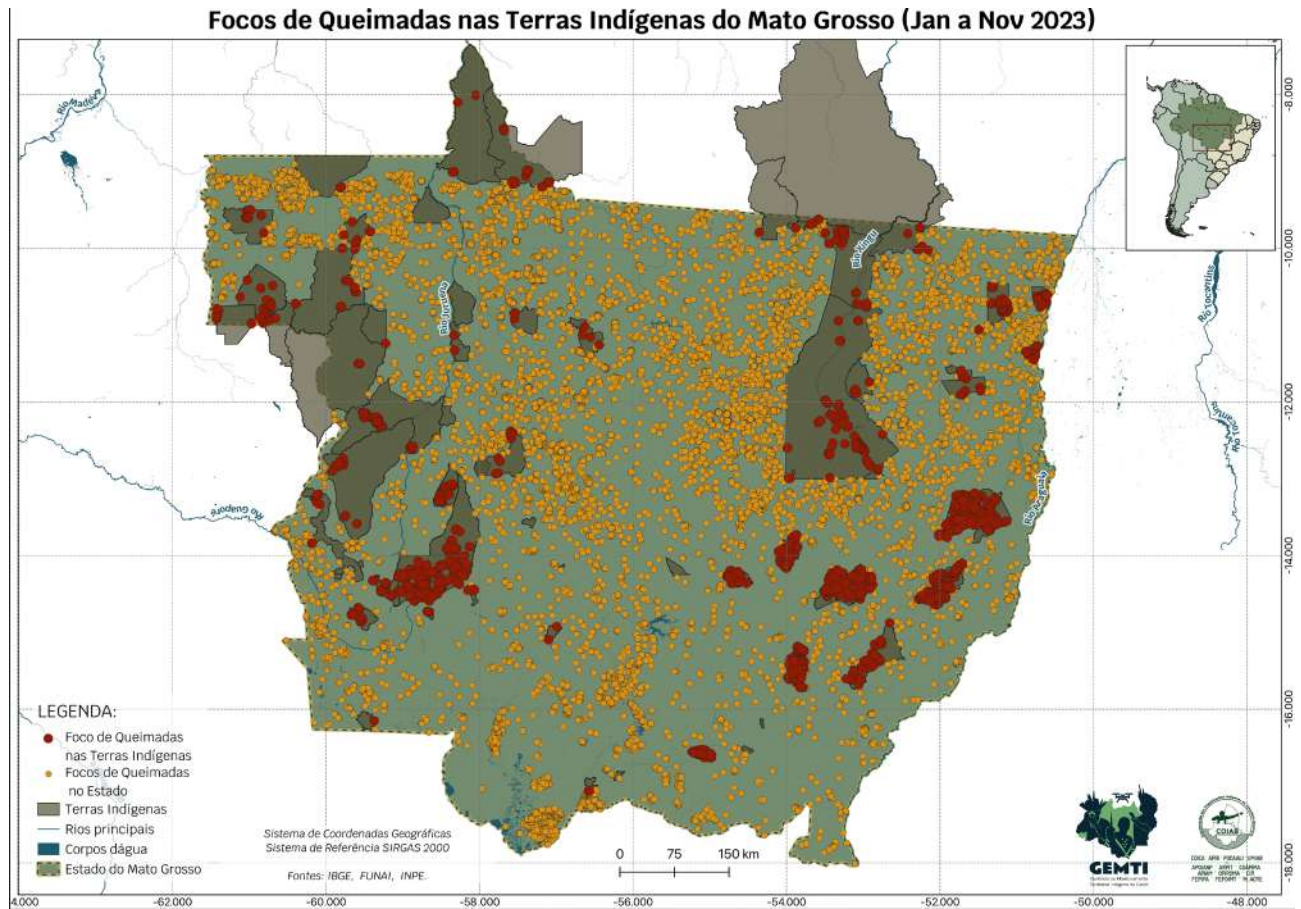 Focos de Queimadas nas Terras Indígenas do Mato Grosso (Jan a Nov 2023)
Rio Madeira
Rio Juruena
Rio Xingu
Rio Tocantins
Rio Tocantins
Rio Guaporé
Rio Araguaia
-8.000
-10.000
-12.000
-14.000
-16.000
-18.000
LEGENDA:
Foco de Queimadas
nas Terras Indígenas
Focos de Queimadas
no Estado
Terras Indígenas
Rios principais
Corpos dágua
Estado do Mato Grosso
Sistema de Coordenadas Geográficas
Sistema de Referência SIRGAS 2000
Fontes: IBGE, FUNAI, INPE.
0 75 150 km
GEMTI
COIAB
4.000 -62.000 -60.000 -58.000 -56.000 -54.000 -52.000 -50.000 -48.000